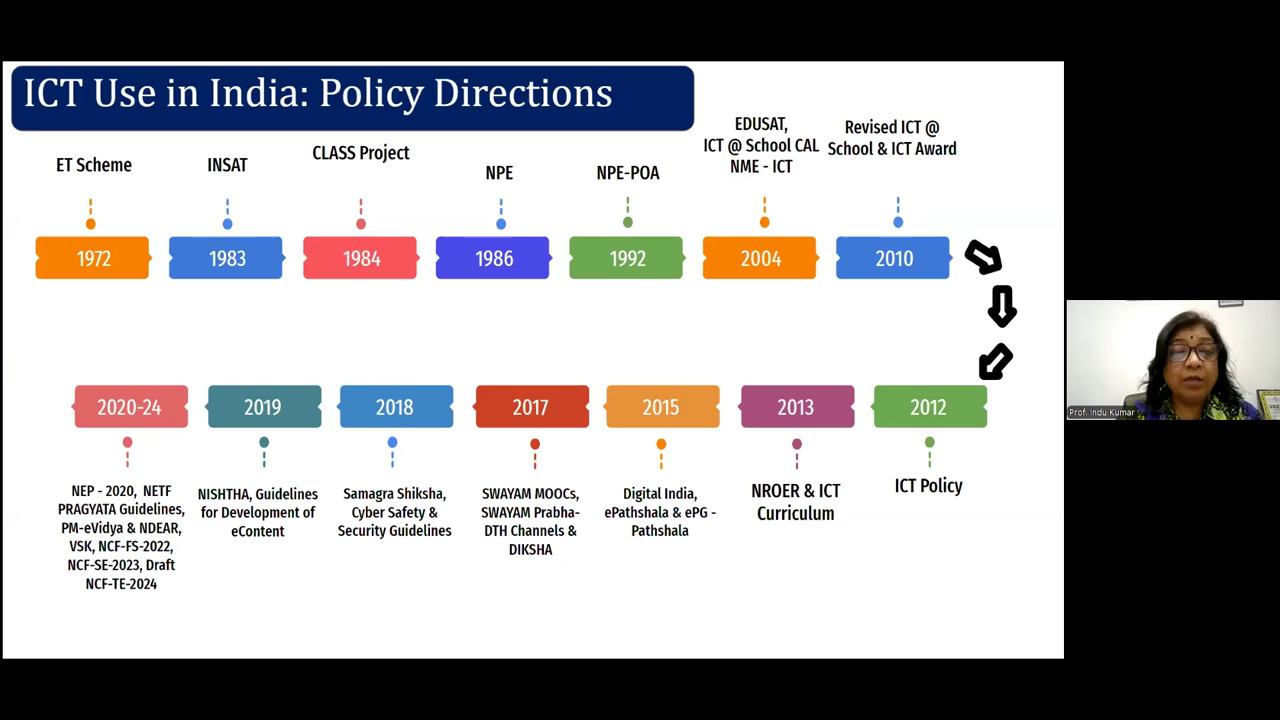 ICT Use in India: Policy Directions
ET Scheme
INSAT
CLASS Project
NPE
NPE-POA
EDUSAT,
ICT @ School CAL
NME - ICT
Revised ICT @
School & ICT Award
1972
1983
1984
1986
1992
2004
2010
2020-24
2019
2018
2017
2015
2013
2012
NEP - 2020, NETF
PRAGYATA Guidelines,
PM-eVidya & NDEAR,
VSK, NCF-FS-2022,
NCF-SE-2023, Draft
NCF-TE-2024
NISHTHA, Guidelines
for Development of
eContent
Samagra Shiksha,
Cyber Safety &
Security Guidelines
SWAYAM MOOCs,
SWAYAM Prabha-
DTH Channels &
DIKSHA
Digital India,
ePathshala & ePG -
Pathshala
NROER & ICT
Curriculum
ICT Policy
Prof. Indu Kumar